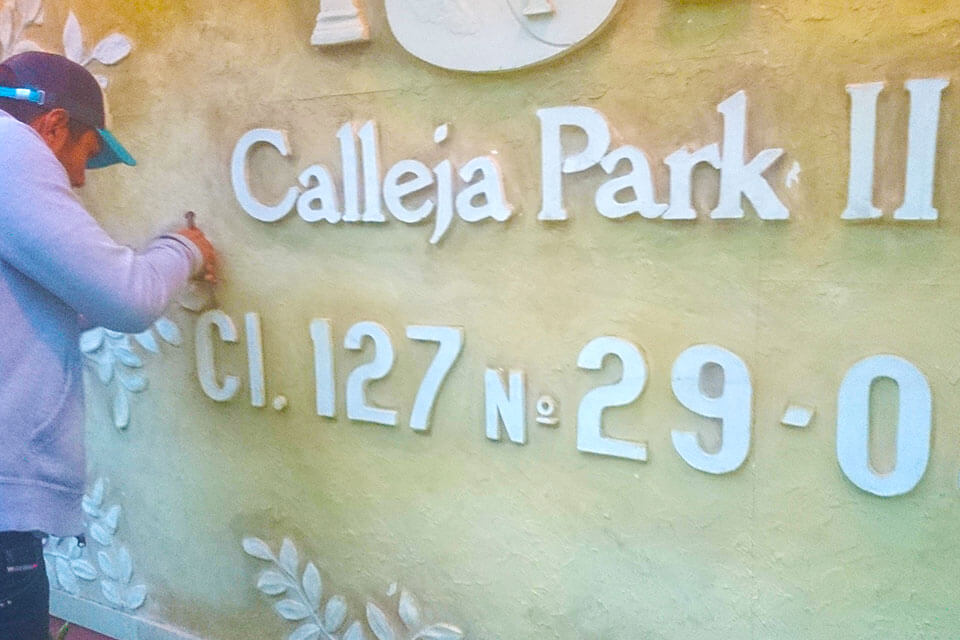 Calleja Park II
Cl. 127 Nº 29-0